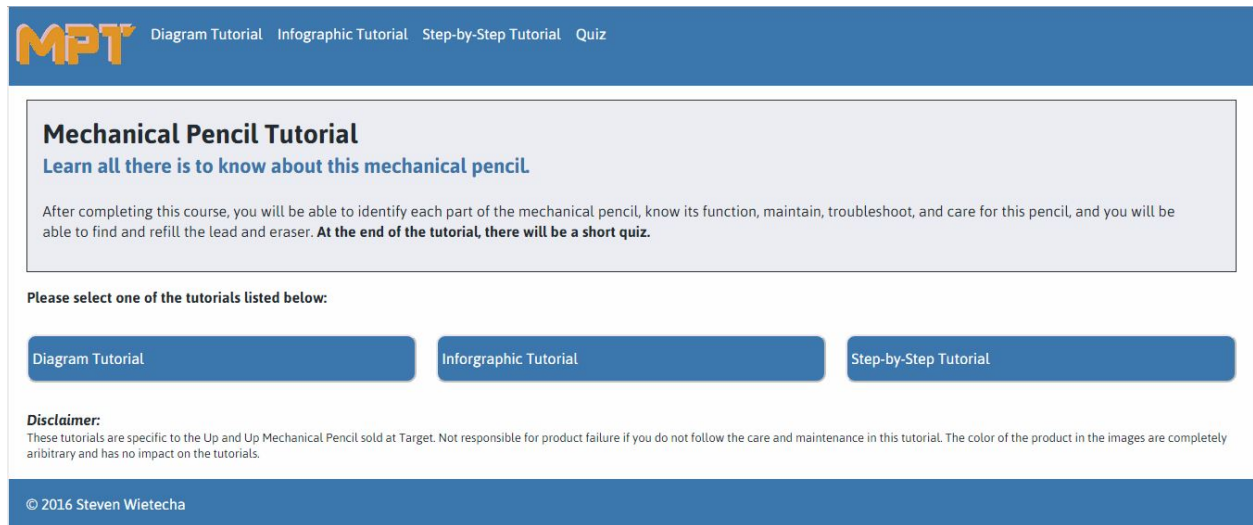 MPT
Diagram Tutorial Infographic Tutorial Step-by-Step Tutorial Quiz
Mechanical Pencil Tutorial
Learn all there is to know about this mechanical pencil.
After completing this course, you will be able to identify each part of the mechanical pencil, know its function, maintain, troubleshoot, and care for this pencil, and you will be
able to find and refill the lead and eraser. At the end of the tutorial, there will be a short quiz.
Please select one of the tutorials listed below:
Diagram Tutorial
Inforgraphic Tutorial
Step-by-Step Tutorial
Disclaimer:
These tutorials are specific to the Up and Up Mechanical Pencil sold at Target. Not responsible for product failure if you do not follow the care and maintenance in this tutorial. The color of the product in the images are completely
aribitrary and has no impact on the tutorials.
© 2016 Steven Wietecha